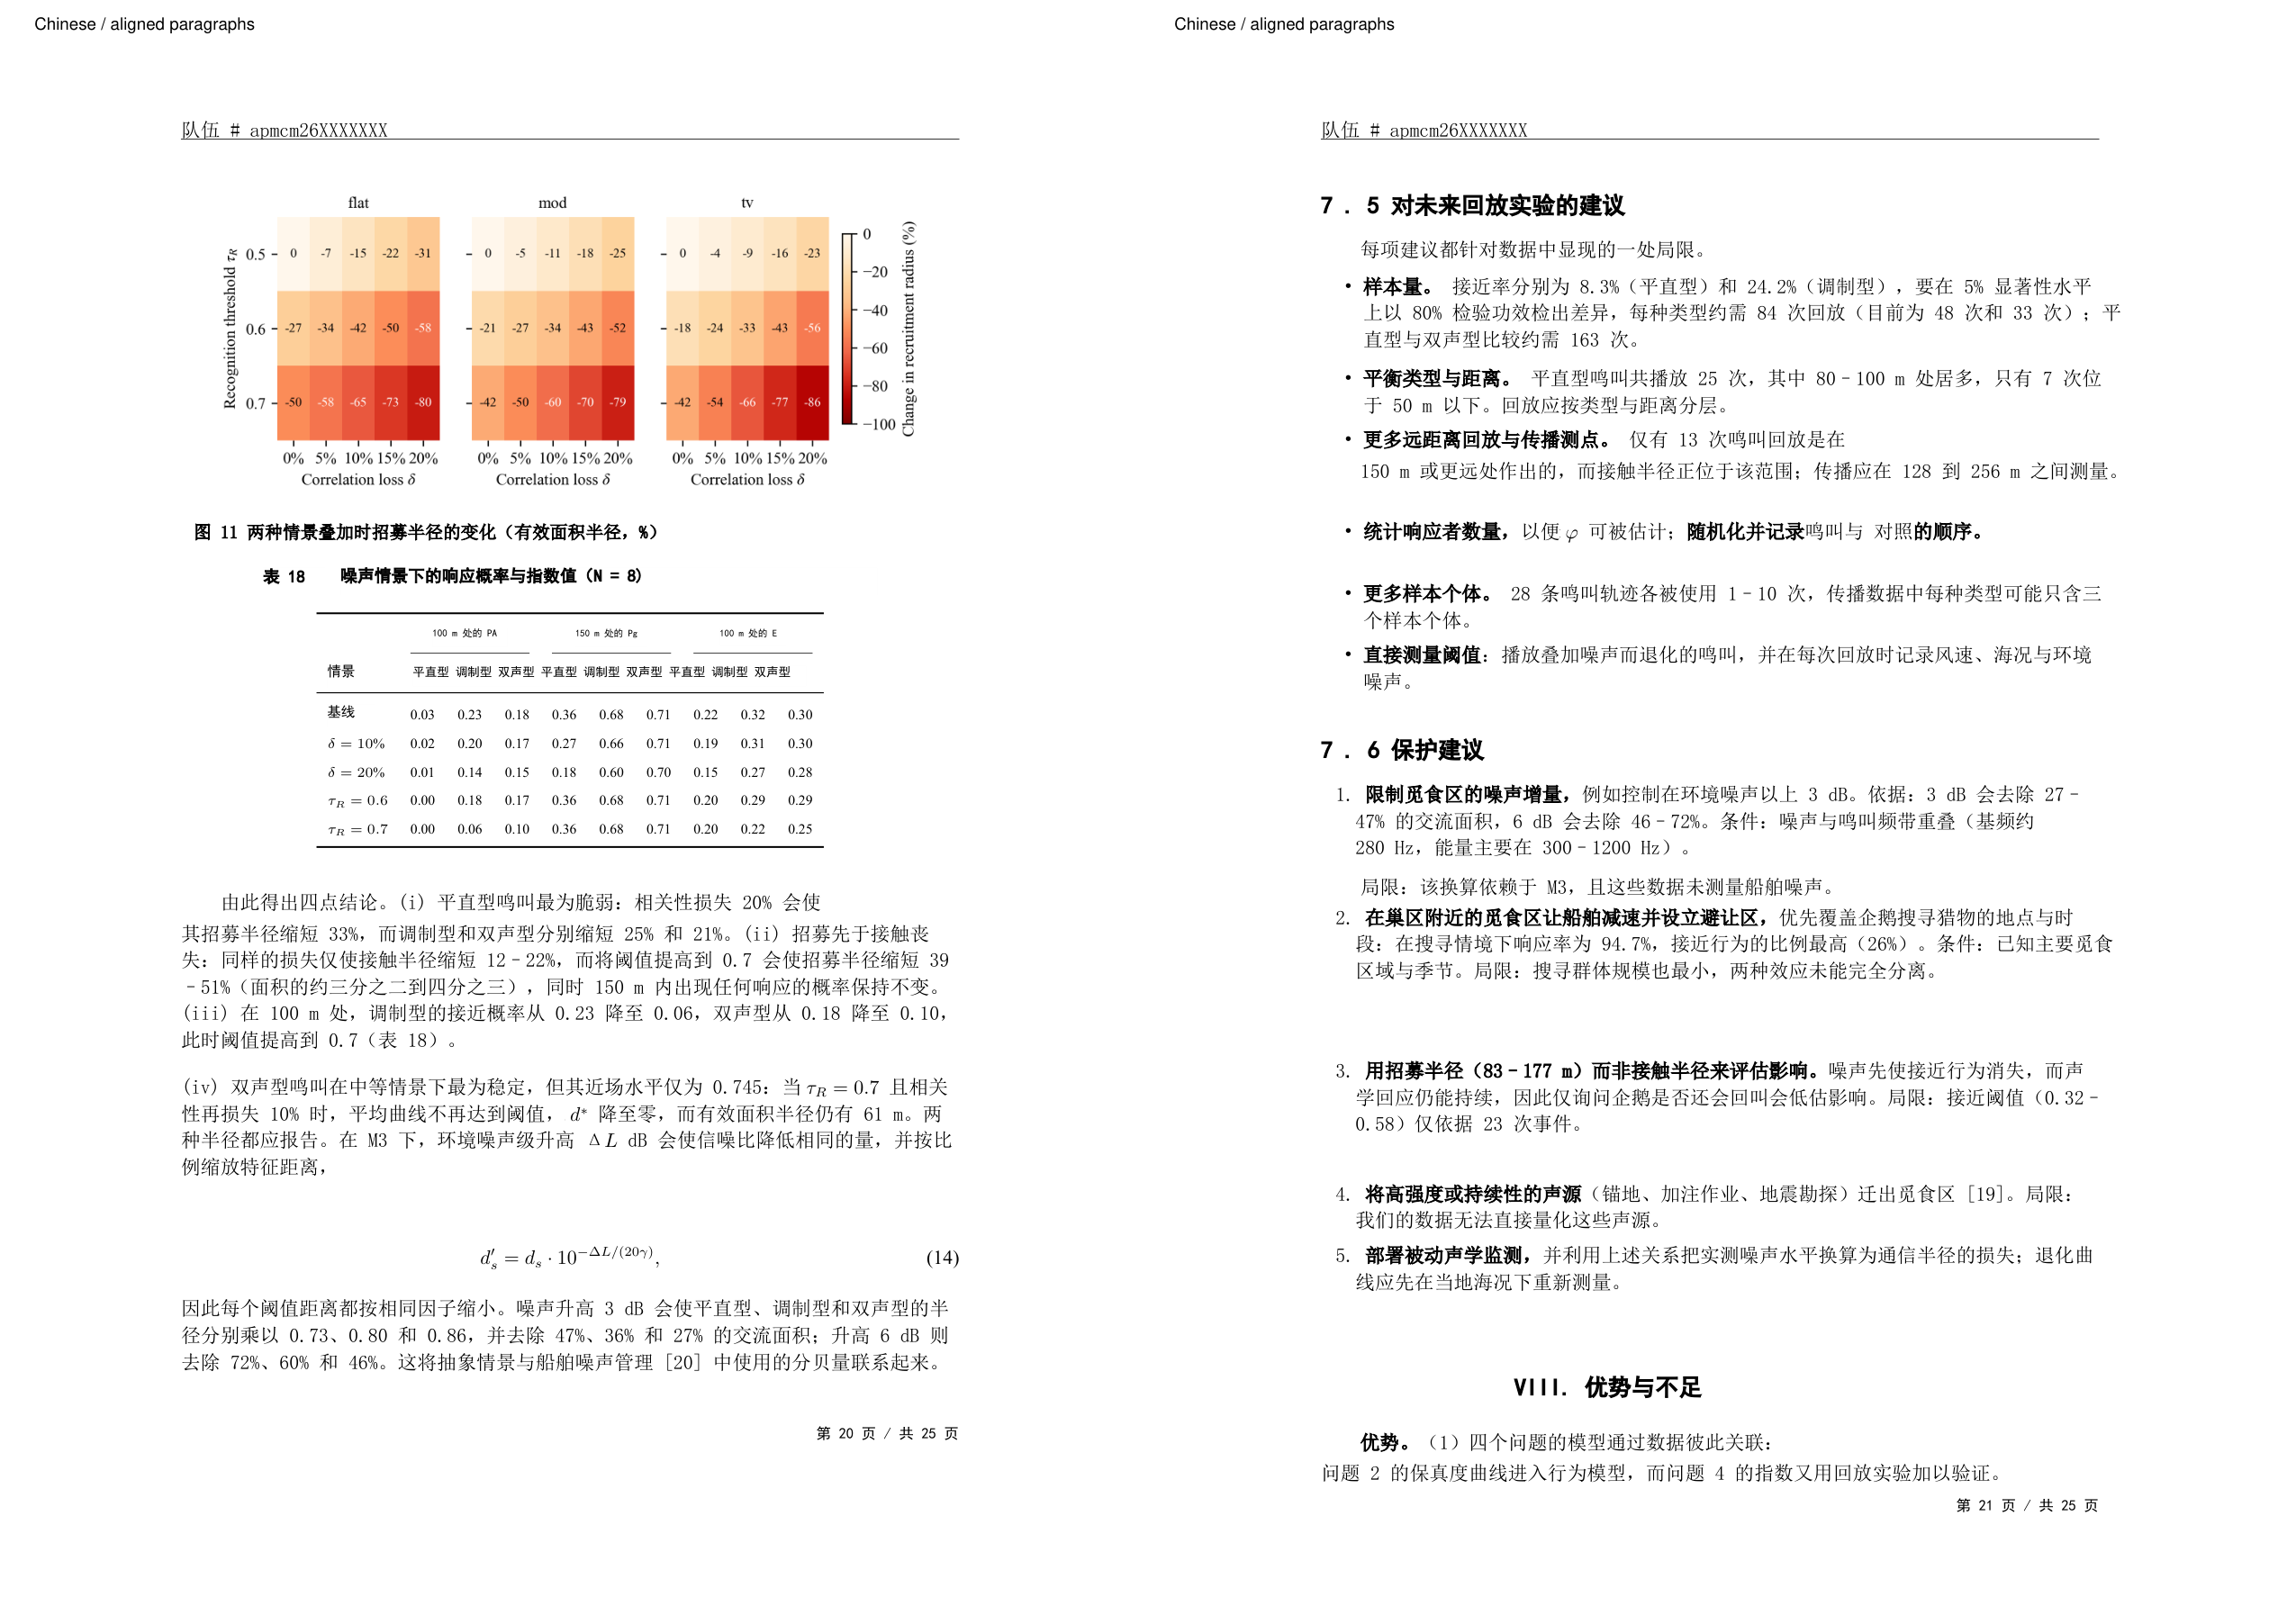 Chinese / aligned paragraphs
队伍 # apmcm26XXXXXXX
flat mod tv
Recognition threshold τR
0.5 0 -7 -15 -22 -31 0 -5 -11 -18 -25 0 -4 -9 -16 -23
0.6 -27 -34 -42 -50 -58 -21 -27 -34 -43 -52 -18 -24 -33 -43 -56
0.7 -50 -58 -65 -73 -80 -42 -50 -60 -70 -79 -42 -54 -66 -77 -86
0% 5% 10% 15% 20% 0% 5% 10% 15% 20% 0% 5% 10% 15% 20%
Correlation loss δ Correlation loss δ Correlation loss δ
0
−20
−40
−60
−80
−100
Change in recruitment radius (%)
图 11 两种情景叠加时招募半径的变化（有效面积半径，%）
表 18 噪声情景下的响应概率与指数值（N = 8）
100 m 处的 PA 150 m 处的 Pg 100 m 处的 E
情景 平直型 调制型 双声型 平直型 调制型 双声型 平直型 调制型 双声型
基线 0.03 0.23 0.18 0.36 0.68 0.71 0.22 0.32 0.30
δ = 10% 0.02 0.20 0.17 0.27 0.66 0.71 0.19 0.31 0.30
δ = 20% 0.01 0.14 0.15 0.18 0.60 0.70 0.15 0.27 0.28
τR = 0.6 0.00 0.18 0.17 0.36 0.68 0.71 0.20 0.29 0.29
τR = 0.7 0.00 0.06 0.10 0.36 0.68 0.71 0.20 0.22 0.25
由此得出四点结论。(i) 平直型鸣叫最为脆弱：相关性损失 20% 会使
其招募半径缩短 33%，而调制型和双声型分别缩短 25% 和 21%。(ii) 招募先于接触丧
失：同样的损失仅使接触半径缩短 12–22%，而将阈值提高到 0.7 会使招募半径缩短 39
–51%（面积的约三分之二到四分之三），同时 150 m 内出现任何响应的概率保持不变。
(iii) 在 100 m 处，调制型的接近概率从 0.23 降至 0.06，双声型从 0.18 降至 0.10，
此时阈值提高到 0.7（表 18）。
(iv) 双声型鸣叫在中等情景下最为稳定，但其近场水平仅为 0.745：当 τR = 0.7 且相关
性再损失 10% 时，平均曲线不再达到阈值，d* 降至零，而有效面积半径仍有 61 m。两
种半径都应报告。在 M3 下，环境噪声级升高 ΔL dB 会使信噪比降低相同的量，并按比
例缩放特征距离，
d′s = ds · 10^−ΔL/(20γ), (14)
因此每个阈值距离都按相同因子缩小。噪声升高 3 dB 会使平直型、调制型和双声型的半
径分别乘以 0.73、0.80 和 0.86，并去除 47%、36% 和 27% 的交流面积；升高 6 dB 则
去除 72%、60% 和 46%。这将抽象情景与船舶噪声管理 [20] 中使用的分贝量联系起来。
第 20 页 / 共 25 页
Chinese / aligned paragraphs
队伍 # apmcm26XXXXXXX
7．5 对未来回放实验的建议
每项建议都针对数据中显现的一处局限。
• 样本量。 接近率分别为 8.3%（平直型）和 24.2%（调制型），要在 5% 显著性水平
上以 80% 检验功效检出差异，每种类型约需 84 次回放（目前为 48 次和 33 次）；平
直型与双声型比较约需 163 次。
• 平衡类型与距离。 平直型鸣叫共播放 25 次，其中 80–100 m 处居多，只有 7 次位
于 50 m 以下。回放应按类型与距离分层。
• 更多远距离回放与传播测点。 仅有 13 次鸣叫回放是在
150 m 或更远处作出的，而接触半径正位于该范围；传播应在 128 到 256 m 之间测量。
• 统计响应者数量，以便 φ 可被估计；随机化并记录鸣叫与 对照的顺序。
• 更多样本个体。 28 条鸣叫轨迹各被使用 1–10 次，传播数据中每种类型可能只含三
个样本个体。
• 直接测量阈值：播放叠加噪声而退化的鸣叫，并在每次回放时记录风速、海况与环境
噪声。
7．6 保护建议
1. 限制觅食区的噪声增量，例如控制在环境噪声以上 3 dB。依据：3 dB 会去除 27–
47% 的交流面积，6 dB 会去除 46–72%。条件：噪声与鸣叫频带重叠（基频约
280 Hz，能量主要在 300–1200 Hz）。
局限：该换算依赖于 M3，且这些数据未测量船舶噪声。
2. 在巢区附近的觅食区让船舶减速并设立避让区，优先覆盖企鹅搜寻猎物的地点与时
段：在搜寻情境下响应率为 94.7%，接近行为的比例最高（26%）。条件：已知主要觅食
区域与季节。局限：搜寻群体规模也最小，两种效应未能完全分离。
3. 用招募半径（83–177 m）而非接触半径来评估影响。噪声先使接近行为消失，而声
学回应仍能持续，因此仅询问企鹅是否还会回叫会低估影响。局限：接近阈值（0.32–
0.58）仅依据 23 次事件。
4. 将高强度或持续性的声源（锚地、加注作业、地震勘探）迁出觅食区 [19]。局限：
我们的数据无法直接量化这些声源。
5. 部署被动声学监测，并利用上述关系把实测噪声水平换算为通信半径的损失；退化曲
线应先在当地海况下重新测量。
VIII. 优势与不足
优势。（1）四个问题的模型通过数据彼此关联：
问题 2 的保真度曲线进入行为模型，而问题 4 的指数又用回放实验加以验证。
第 21 页 / 共 25 页